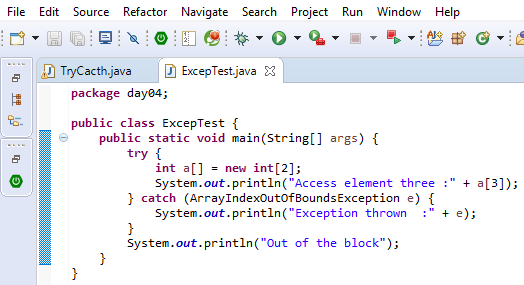 File Edit Source Refactor Navigate Search Project Run Window Help
TryCacth.java ExcepTest.java
package day04;
public class ExcepTest {
public static void main(String[] args) {
try {
int a[] = new int[2];
System.out.println("Access element three :" + a[3]);
} catch (ArrayIndexOutOfBoundsException e) {
System.out.println("Exception thrown  :" + e);
}
System.out.println("Out of the block");
}
}